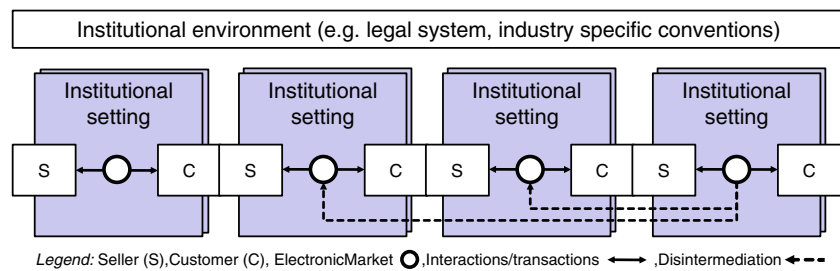 Institutional environment (e.g. legal system, industry specific conventions)
Institutional
setting
Institutional
setting
Institutional
setting
Institutional
setting
S C S C S C S C
Legend: Seller (S),Customer (C), ElectronicMarket ,Interactions/transactions ,Disintermediation